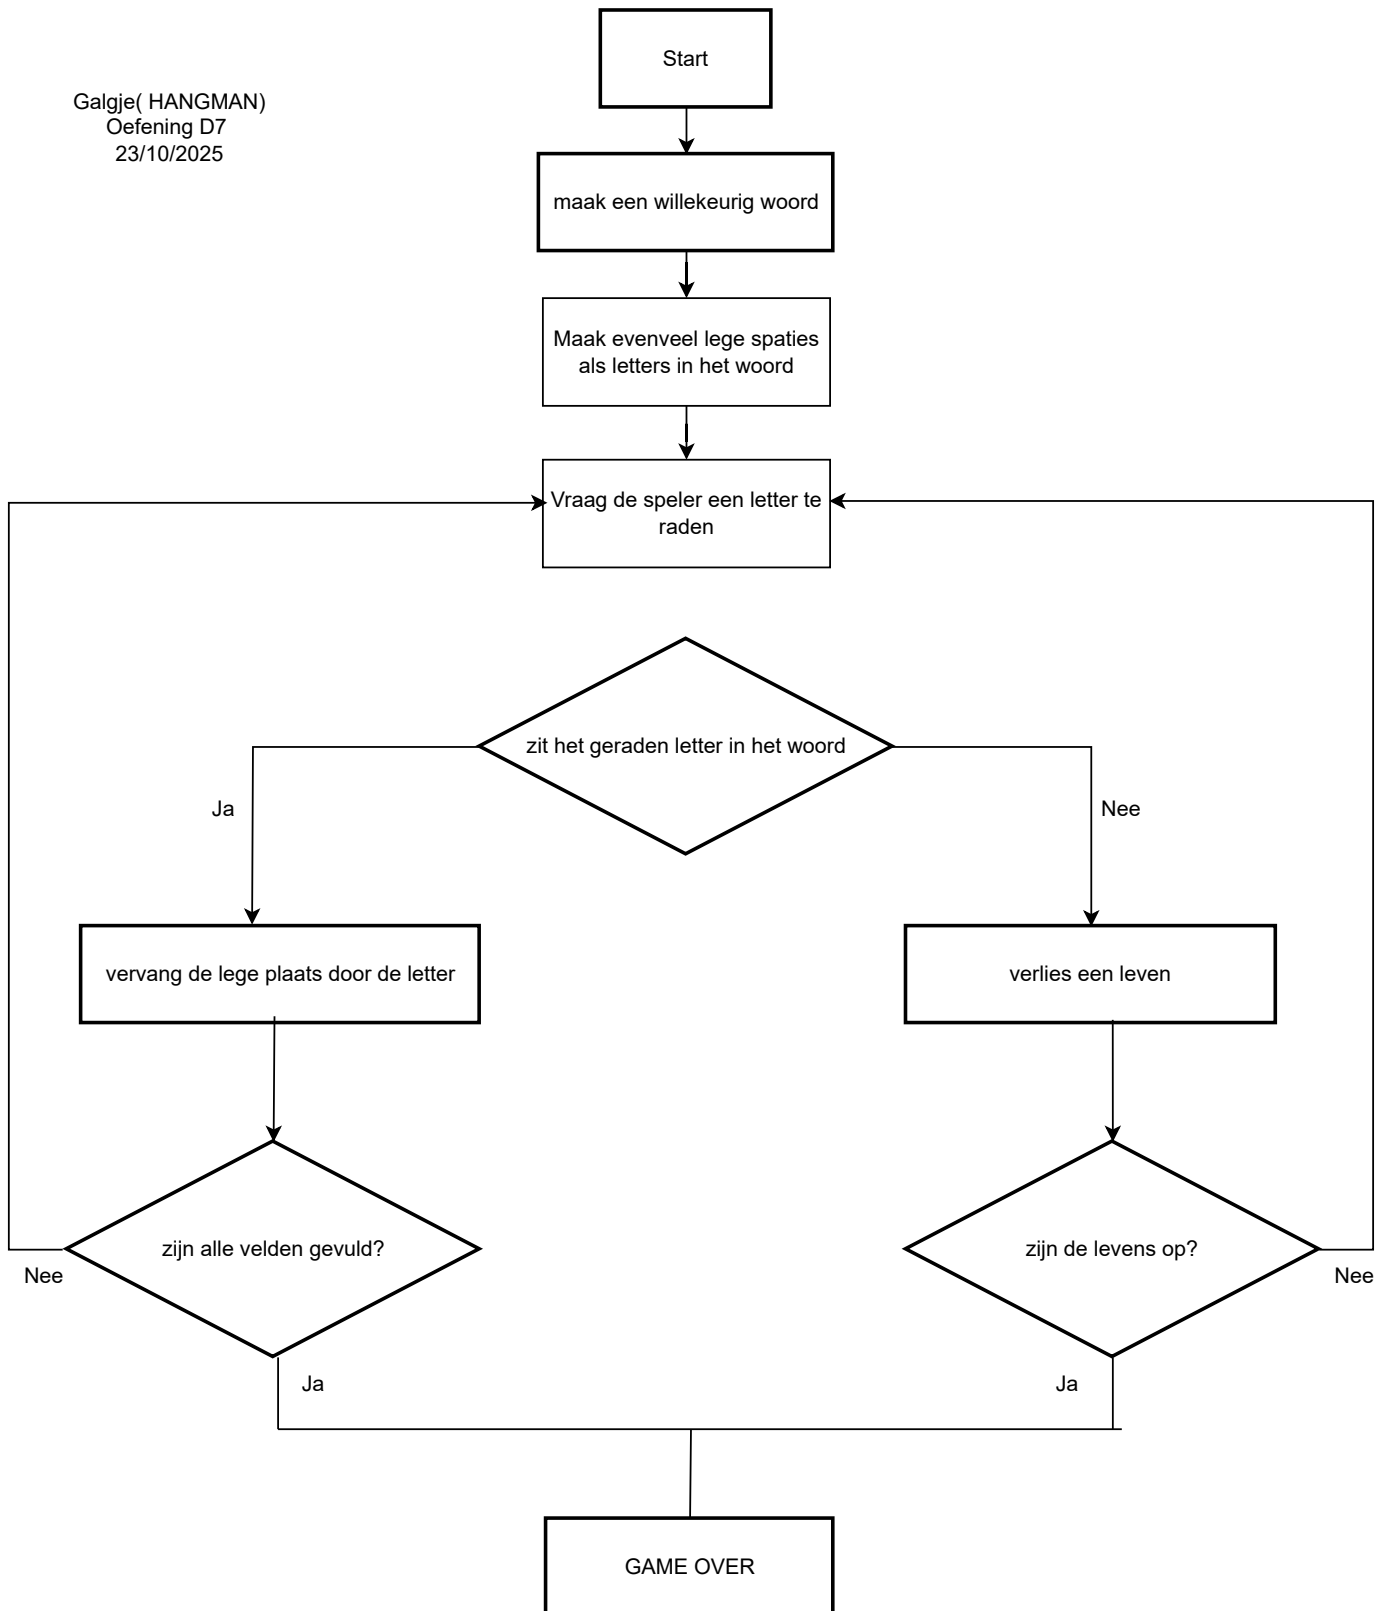 Start
Galgje( HANGMAN)
Oefening D7
23/10/2025
maak een willekeurig woord
Maak evenveel lege spaties
als letters in het woord
Vraag de speler een letter te
raden
zit het geraden letter in het woord
Ja
Nee
vervang de lege plaats door de letter
verlies een leven
zijn alle velden gevuld?
zijn de levens op?
Nee
Nee
Ja
Ja
GAME OVER